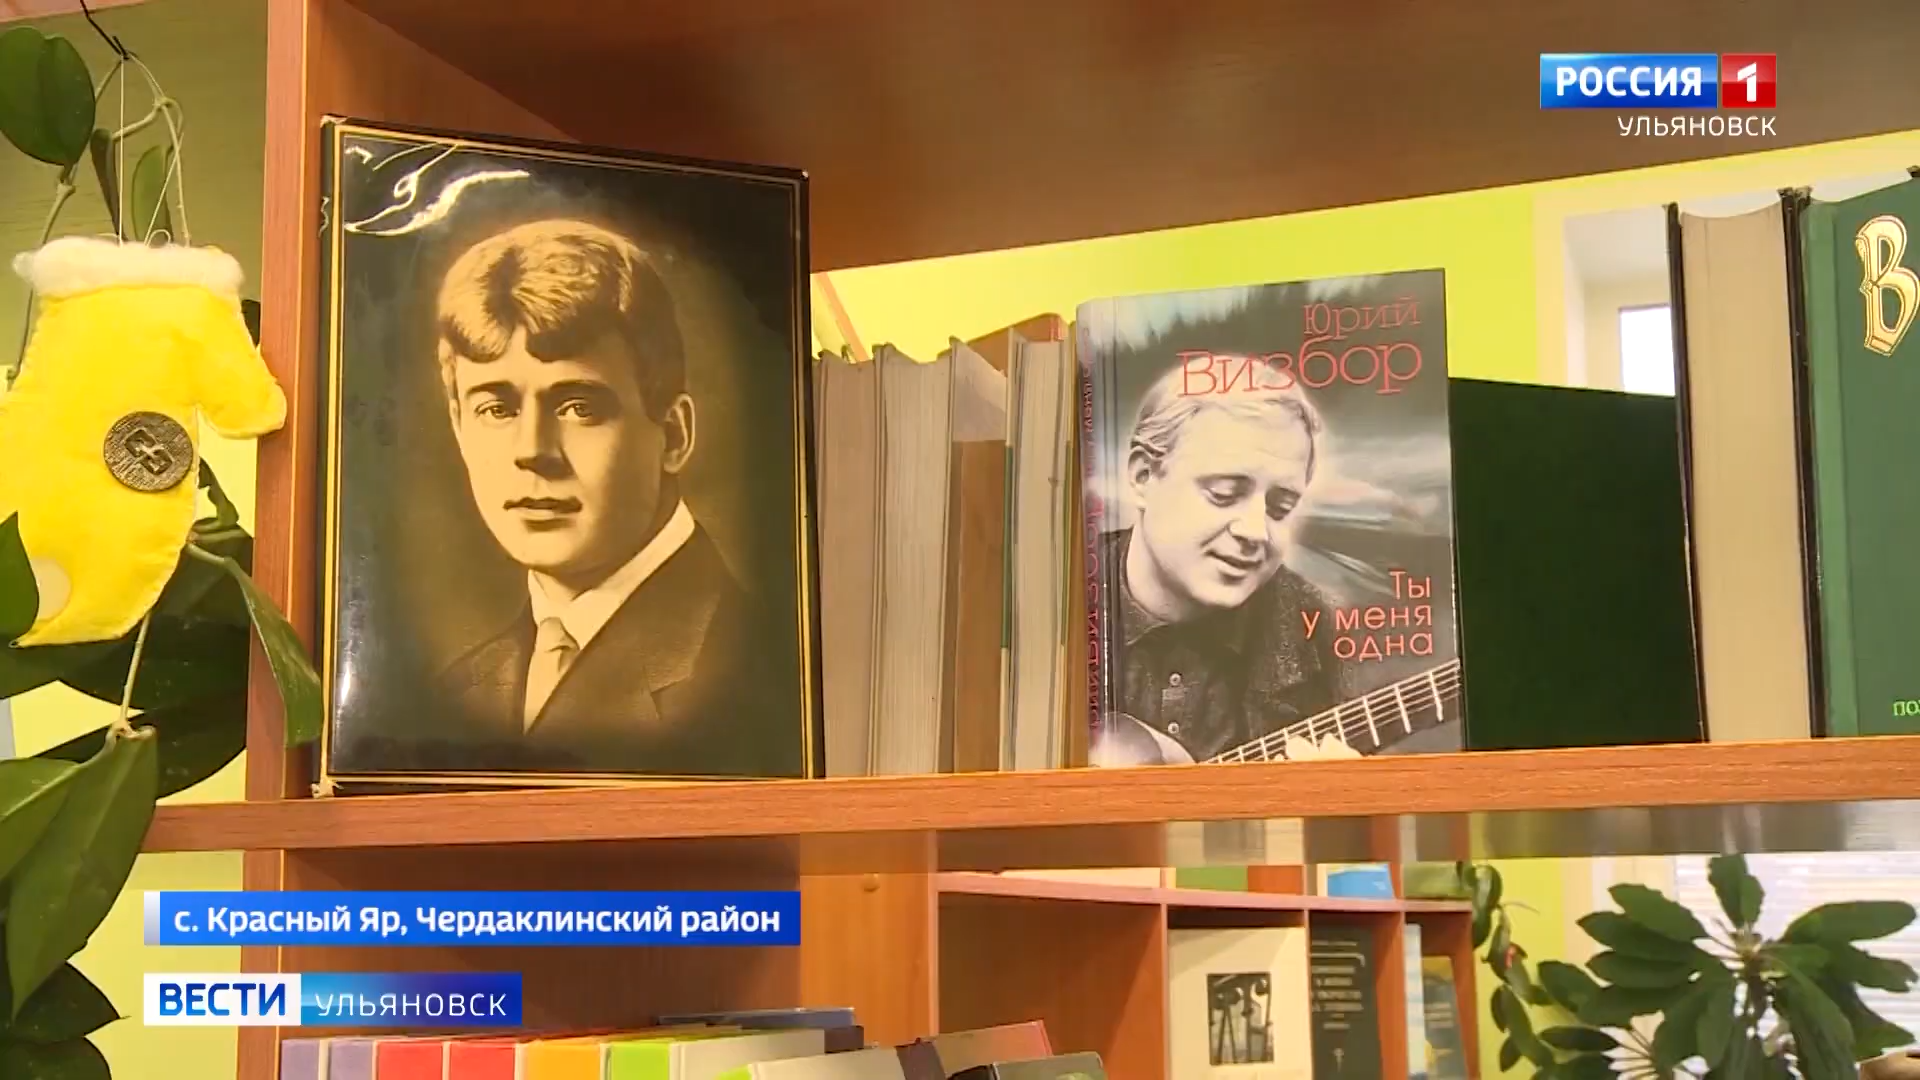 РОССИЯ 1
УЛЬЯНОВСК
Юрий
Визбор
Ты
у меня
одна
В
с. Красный Яр, Чердаклинский район
ВЕСТИ УЛЬЯНОВСК